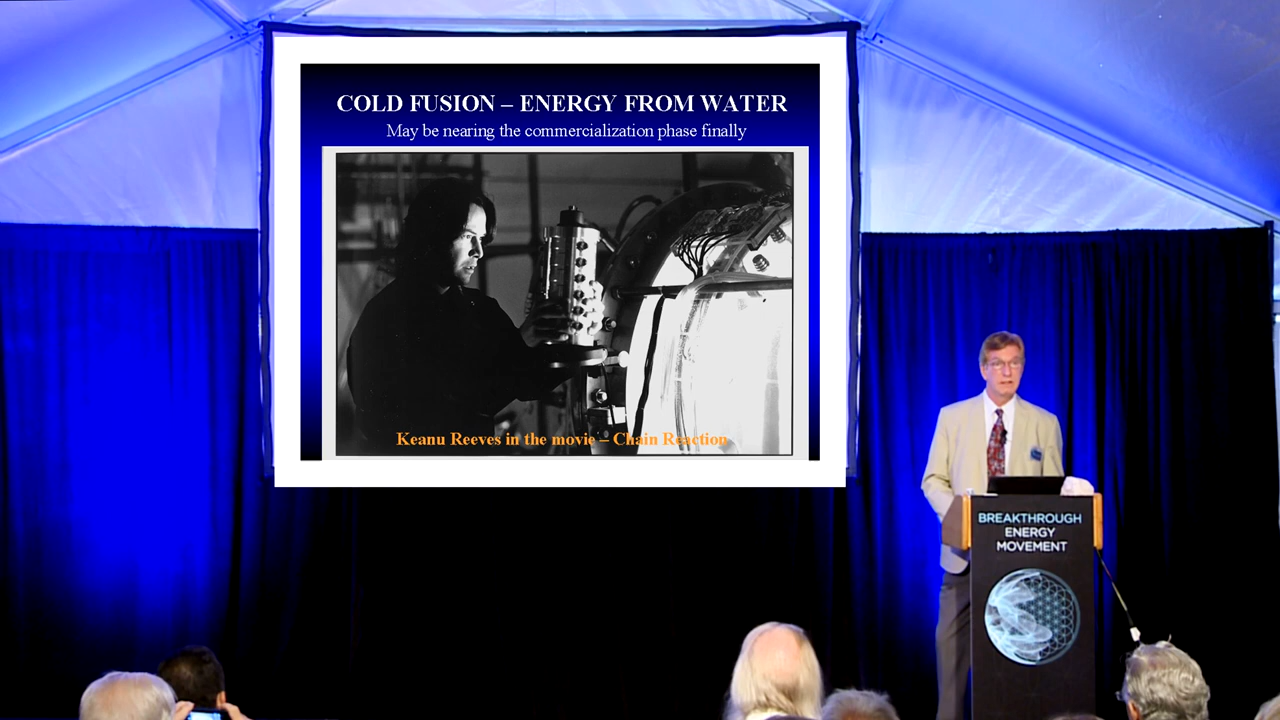 COLD FUSION – ENERGY FROM WATER
May be nearing the commercialization phase finally
Keanu Reeves in the movie – Chain Reaction
BREAKTHROUGH
ENERGY
MOVEMENT